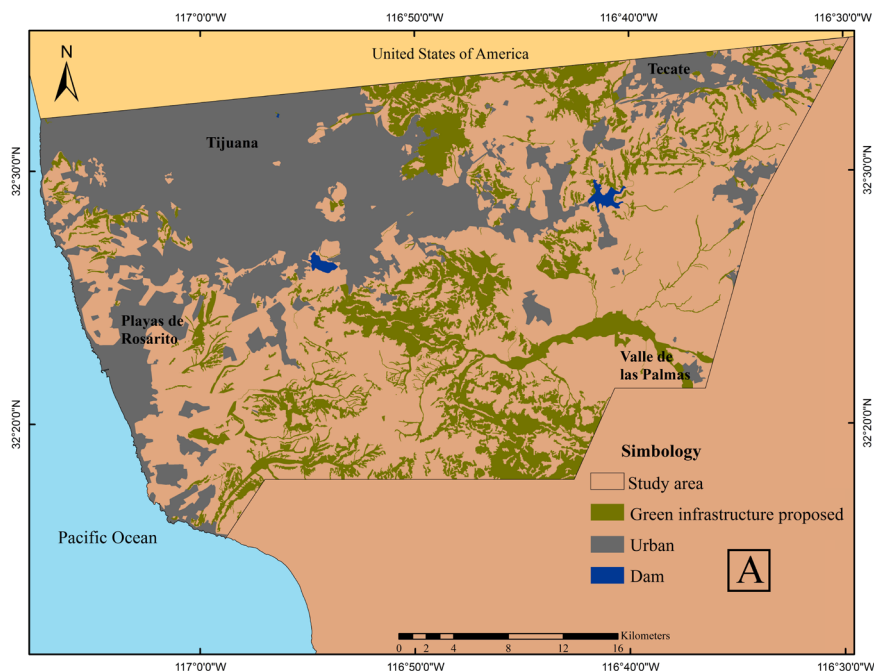 117°0'0"W
116°50'0"W
116°40'0"W
116°30'0"W
N
United States of America
Tecate
Tijuana
32°30'0"N
32°30'0"N
Playas de
Rosarito
Valle de
las Palmas
32°20'0"N
32°20'0"N
Simbology
Study area
Green infrastructure proposed
Urban
Dam
A
Pacific Ocean
Kilometers
0 2 4 8 12 16
117°0'0"W
116°50'0"W
116°40'0"W
116°30'0"W